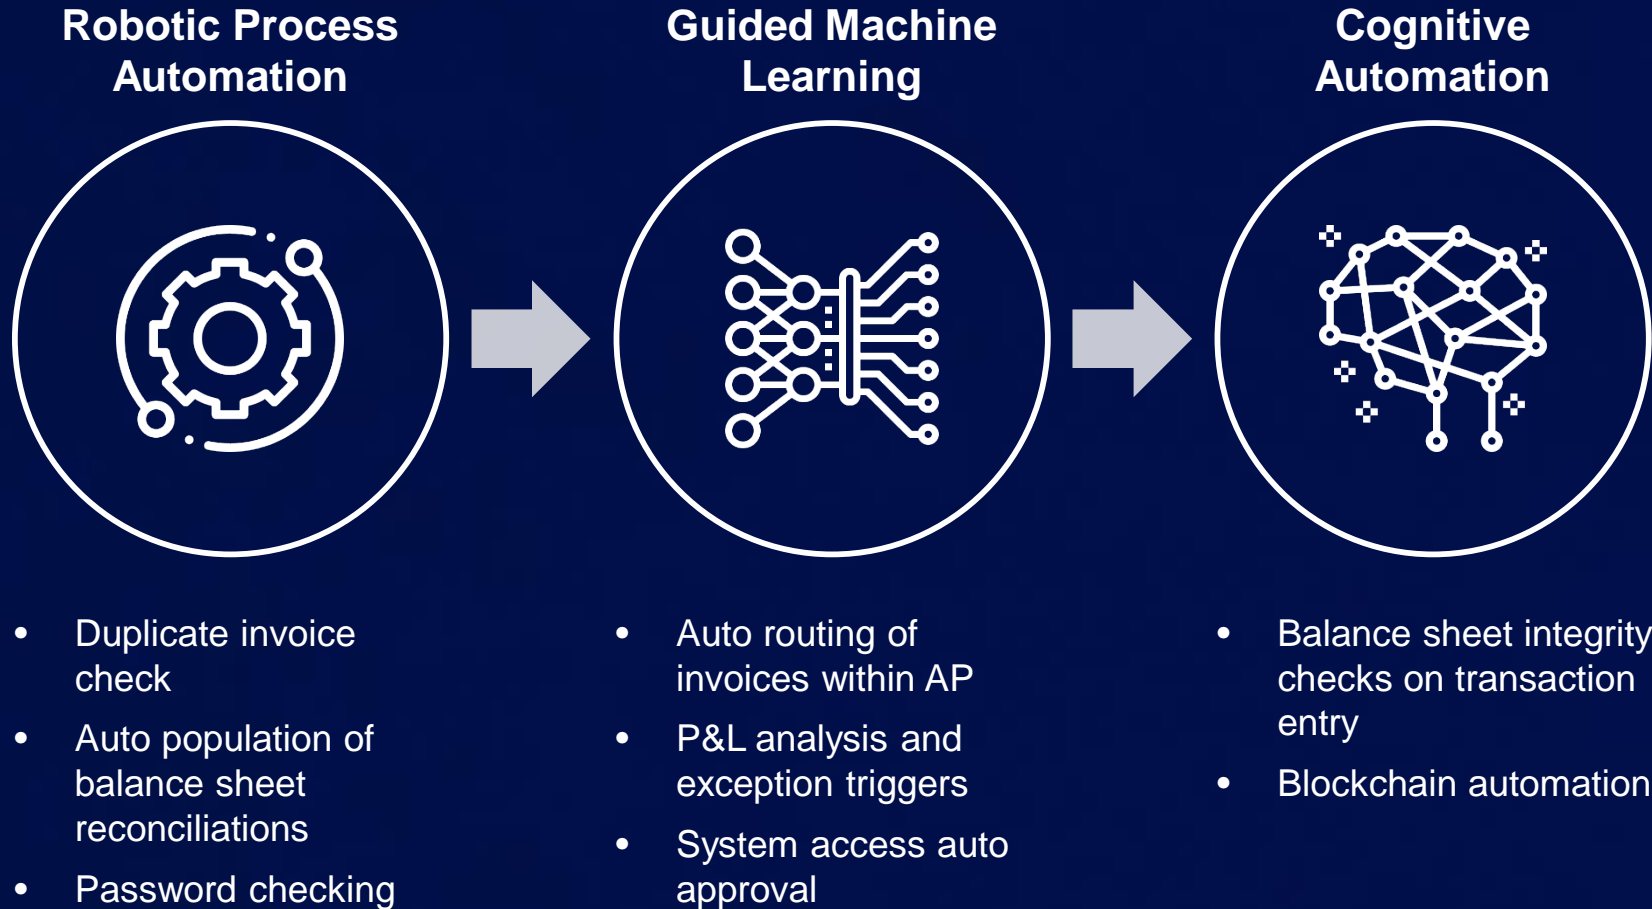 Robotic Process
Automation
Guided Machine
Learning
Cognitive
Automation
• Duplicate invoice
check
• Auto population of
balance sheet
reconciliations
• Password checking
• Auto routing of
invoices within AP
• P&L analysis and
exception triggers
• System access auto
approval
• Balance sheet integrity
checks on transaction
entry
• Blockchain automation